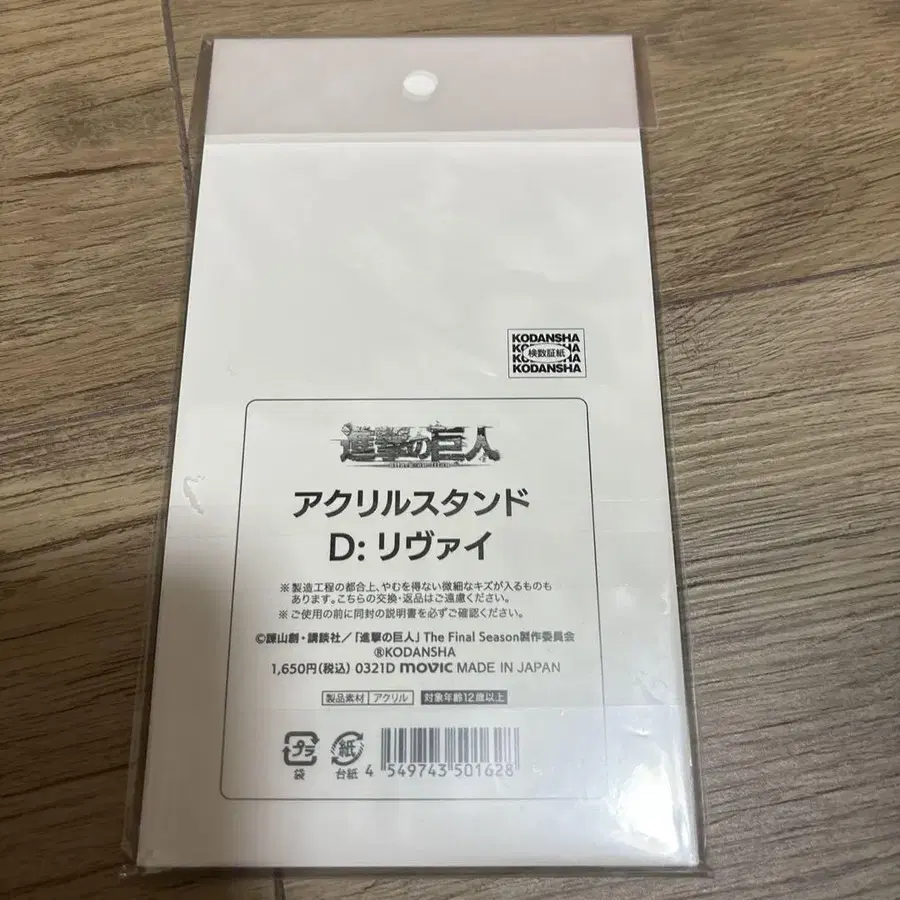 KODANSHA
検数証紙
KODANSHA
進撃の巨人
attack on titan
アクリルスタンド
D: リヴァイ
※製造工程の都合上、やむを得ない微細なキズが入るものも
あります。こちらの交換・返品はご遠慮ください。
※ご使用の前に同封の説明書を必ずご確認ください。
©諫山創・講談社／「進撃の巨人」The Final Season製作委員会
®KODANSHA
1,650円(税込) 0321D movic MADE IN JAPAN
製品素材 アクリル 対象年齢12歳以上
プラ 紙
袋 台紙 4 549743 501628